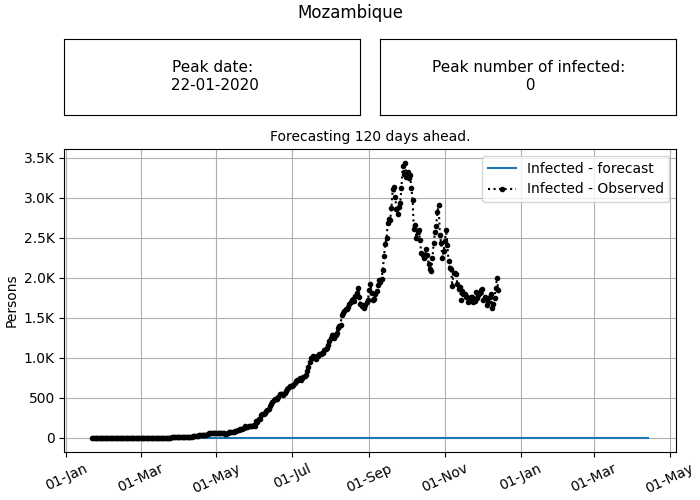 Mozambique
Peak date:
22-01-2020
Peak number of infected:
0
Forecasting 120 days ahead.
Infected - forecast
Infected - Observed
Persons
3.5K
3.0K
2.5K
2.0K
1.5K
1.0K
500
0
01-Jan
01-Mar
01-May
01-Jul
01-Sep
01-Nov
01-Jan
01-Mar
01-May